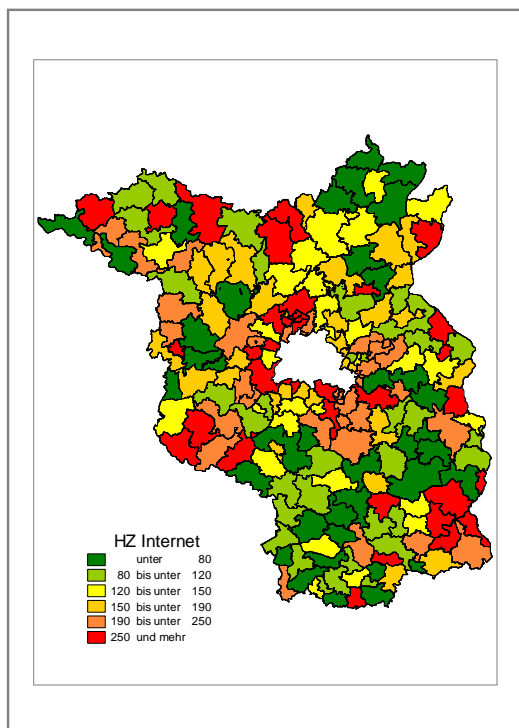 HZ Internet
unter 80
80 bis unter 120
120 bis unter 150
150 bis unter 190
190 bis unter 250
250 und mehr